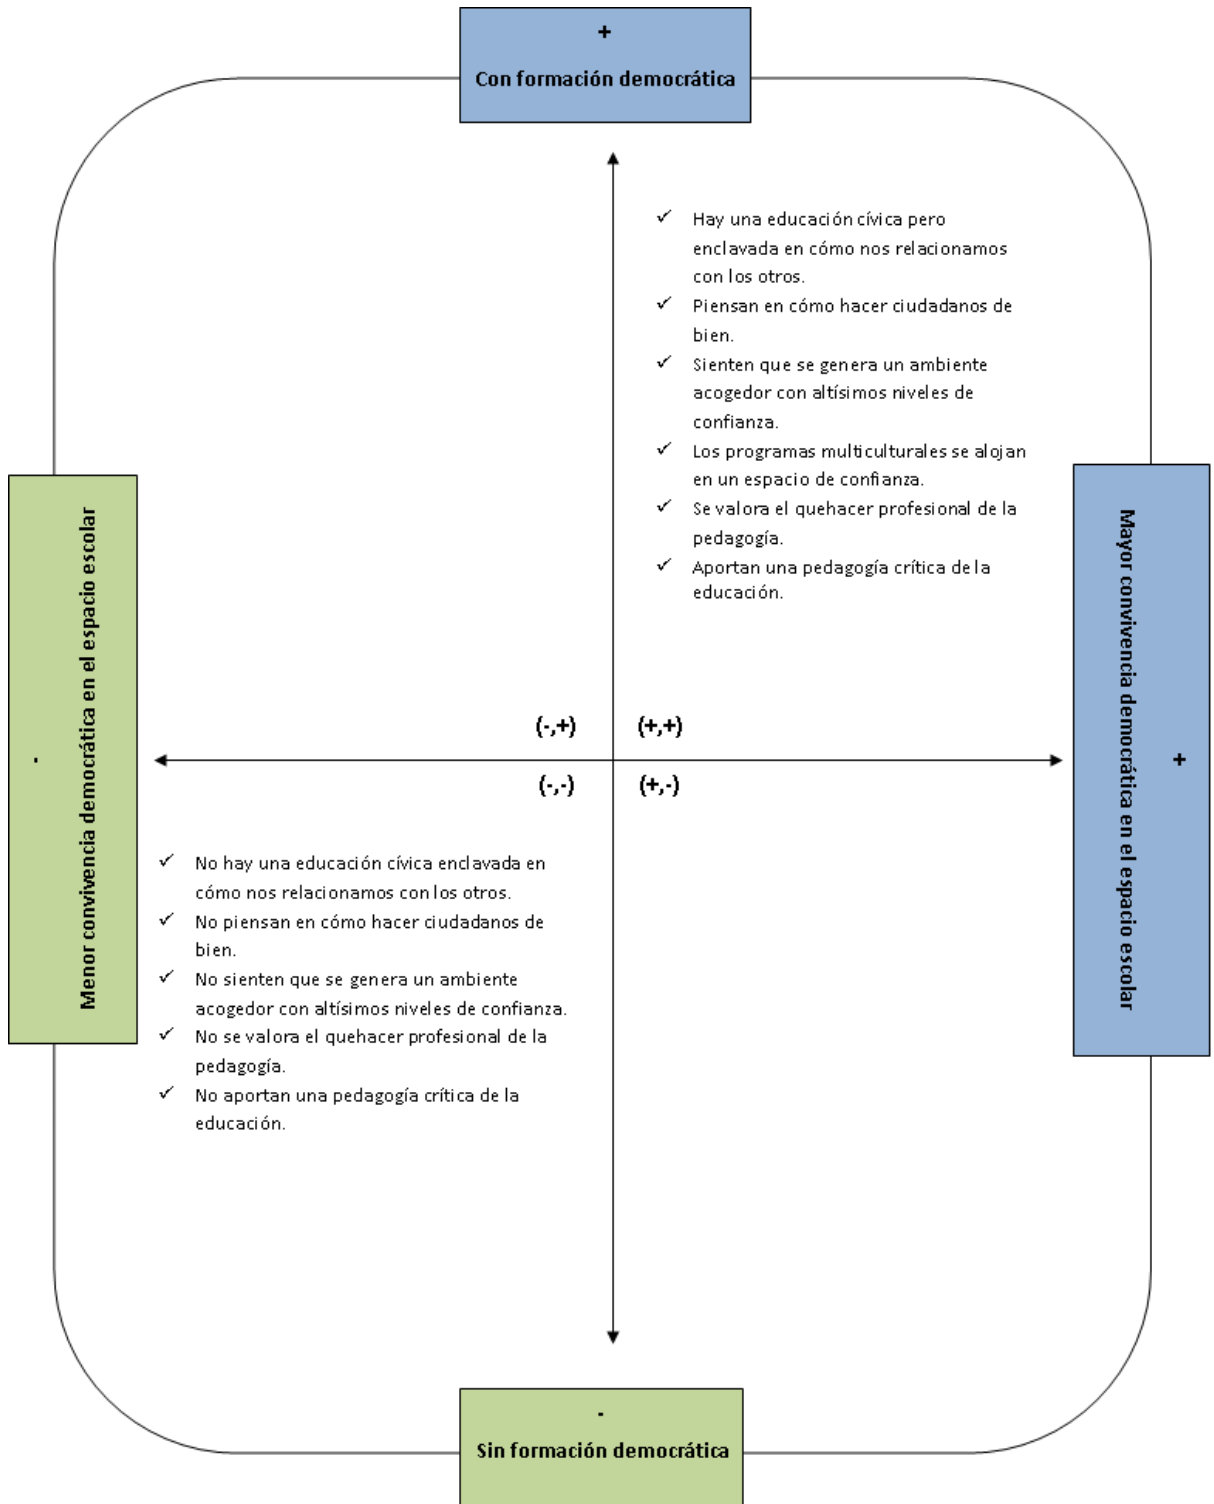 +
Con formación democrática
✓ Hay una educación cívica pero
enclavada en cómo nos relacionamos
con los otros.
✓ Piensan en cómo hacer ciudadanos de
bien.
✓ Sienten que se genera un ambiente
acogedor con altísimos niveles de
confianza.
✓ Los programas multiculturales se alojan
en un espacio de confianza.
✓ Se valora el quehacer profesional de la
pedagogía.
✓ Aportan una pedagogía crítica de la
educación.
-
Menor convivencia democrática en el espacio escolar
Mayor convivencia democrática en el espacio escolar
+
(-,+) (+,+)
(-,-) (+,-)
✓ No hay una educación cívica enclavada en
cómo nos relacionamos con los otros.
✓ No piensan en cómo hacer ciudadanos de
bien.
✓ No sienten que se genera un ambiente
acogedor con altísimos niveles de confianza.
✓ No se valora el quehacer profesional de la
pedagogía.
✓ No aportan una pedagogía crítica de la
educación.
-
Sin formación democrática